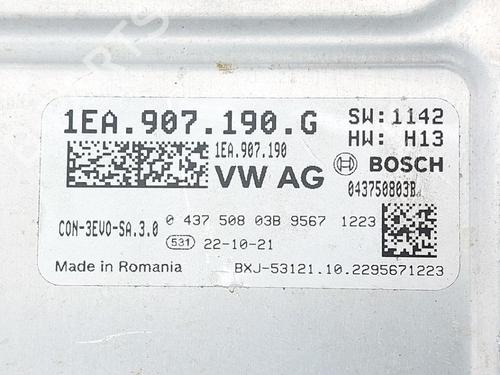 1EA.907.190.G SW:1142
1EA.907.190 HW: H13
VW AG BOSCH
043750803B
CON-3EVO-SA.3.0 0 437 508 03B 9567 1223
531 22-10-21
Made in Romania BXJ-53121.10.2295671223